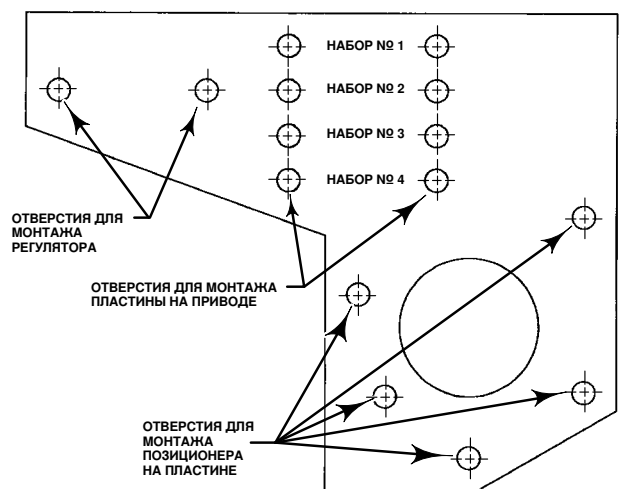 НАБОР № 1
НАБОР № 2
НАБОР № 3
НАБОР № 4
ОТВЕРСТИЯ ДЛЯ
МОНТАЖА
РЕГУЛЯТОРА
ОТВЕРСТИЯ ДЛЯ МОНТАЖА
ПЛАСТИНЫ НА ПРИВОДЕ
ОТВЕРСТИЯ ДЛЯ
МОНТАЖА
ПОЗИЦИОНЕРА
НА ПЛАСТИНЕ